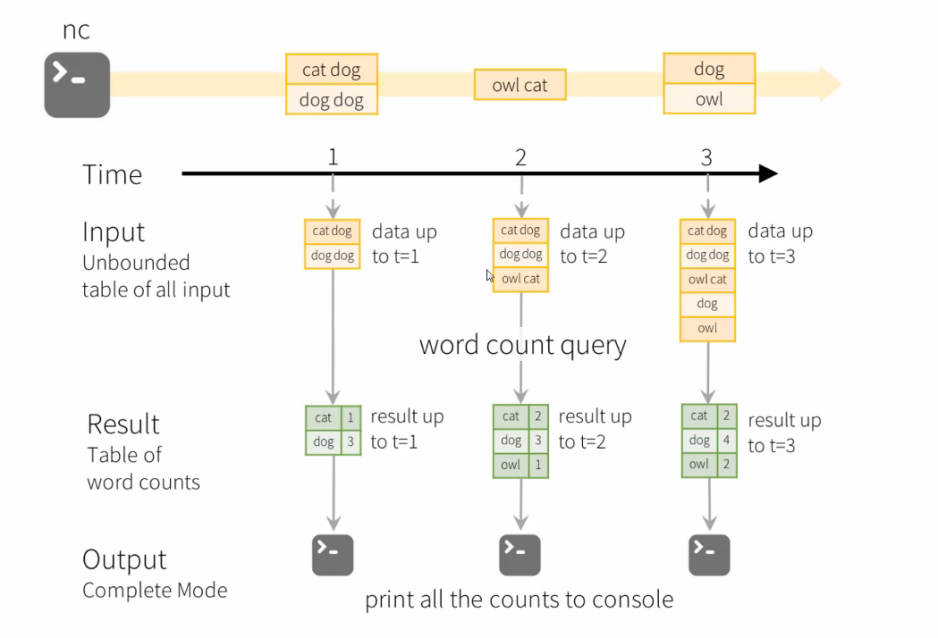 nc
>_
cat dog
dog dog
owl cat
dog
owl
Time
1
2
3
Input
Unbounded
table of all input
cat dog
dog dog
data up
to t=1
cat dog
dog dog
owl cat
data up
to t=2
cat dog
dog dog
owl cat
dog
owl
data up
to t=3
word count query
Result
Table of
word counts
cat 1
dog 3
result up
to t=1
cat 2
dog 3
owl 1
result up
to t=2
cat 2
dog 4
owl 2
result up
to t=3
Output
Complete Mode
>_
>_
>_
print all the counts to console